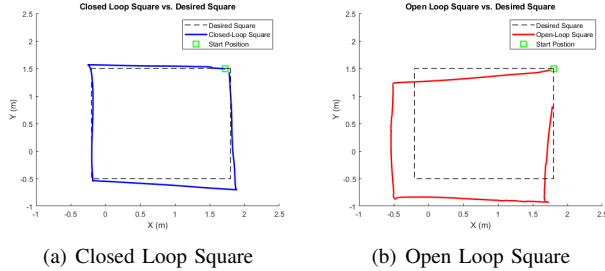 Closed Loop Square vs. Desired Square
Desired Square
Closed-Loop Square
Start Position
2.5
2
1.5
1
0.5
0
-0.5
-1
Y (m)
-1 -0.5 0 0.5 1 1.5 2 2.5
X (m)
(a) Closed Loop Square
Open Loop Square vs. Desired Square
Desired Square
Open-Loop Square
Start Position
2.5
2
1.5
1
0.5
0
-0.5
-1
Y (m)
-1 -0.5 0 0.5 1 1.5 2 2.5
X (m)
(b) Open Loop Square